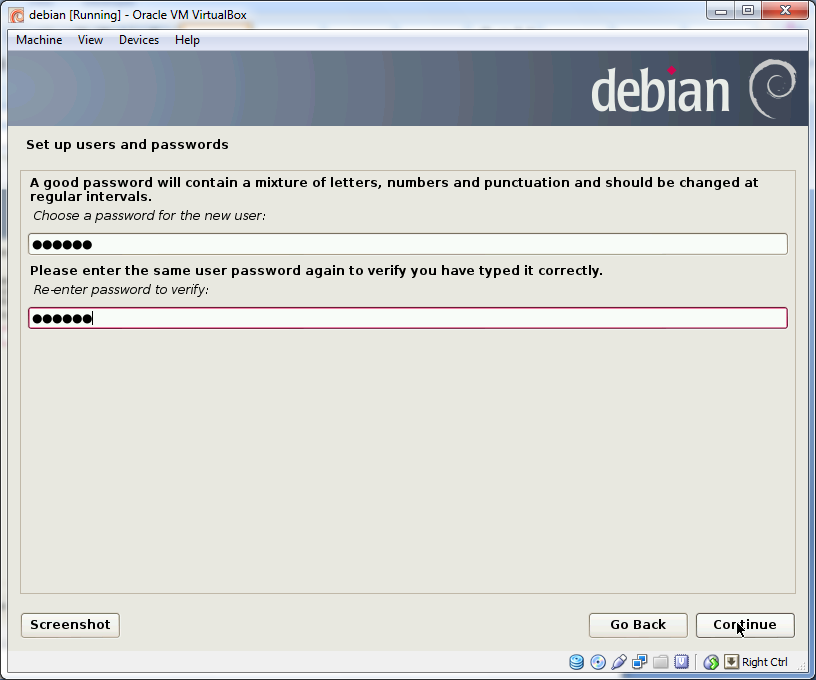 debian [Running] - Oracle VM VirtualBox
Machine View Devices Help
debian
Set up users and passwords
A good password will contain a mixture of letters, numbers and punctuation and should be changed at
regular intervals.
Choose a password for the new user:
●●●●●●
Please enter the same user password again to verify you have typed it correctly.
Re-enter password to verify:
●●●●●●
Screenshot Go Back Continue
Right Ctrl